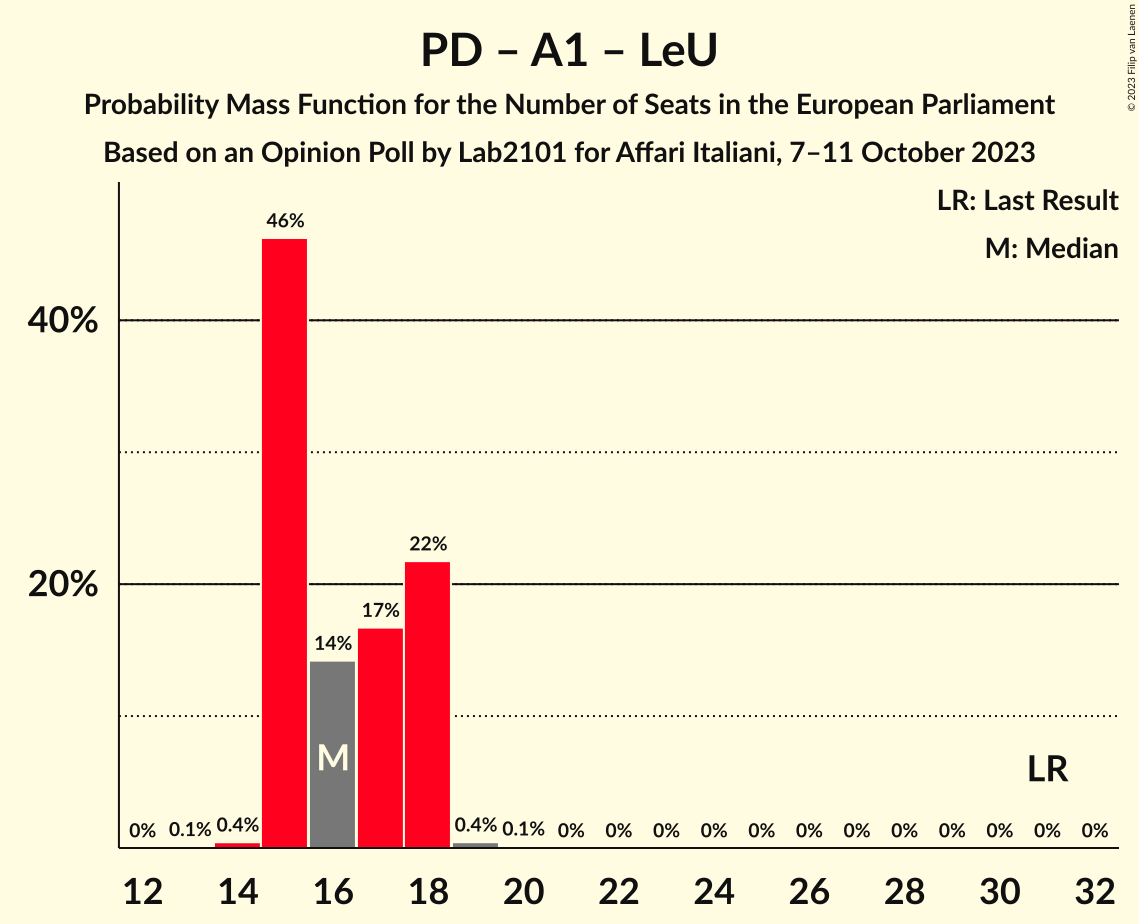 PD – A1 – LeU
Probability Mass Function for the Number of Seats in the European Parliament
Based on an Opinion Poll by Lab2101 for Affari Italiani, 7–11 October 2023
© 2023 Filip van Laenen
LR: Last Result
M: Median
46%
40%
22%
20%
17%
14%
M
LR
0% 0.1% 0.4% 0.4% 0.1% 0% 0% 0% 0% 0% 0% 0% 0% 0% 0% 0% 0%
12 14 16 18 20 22 24 26 28 30 32